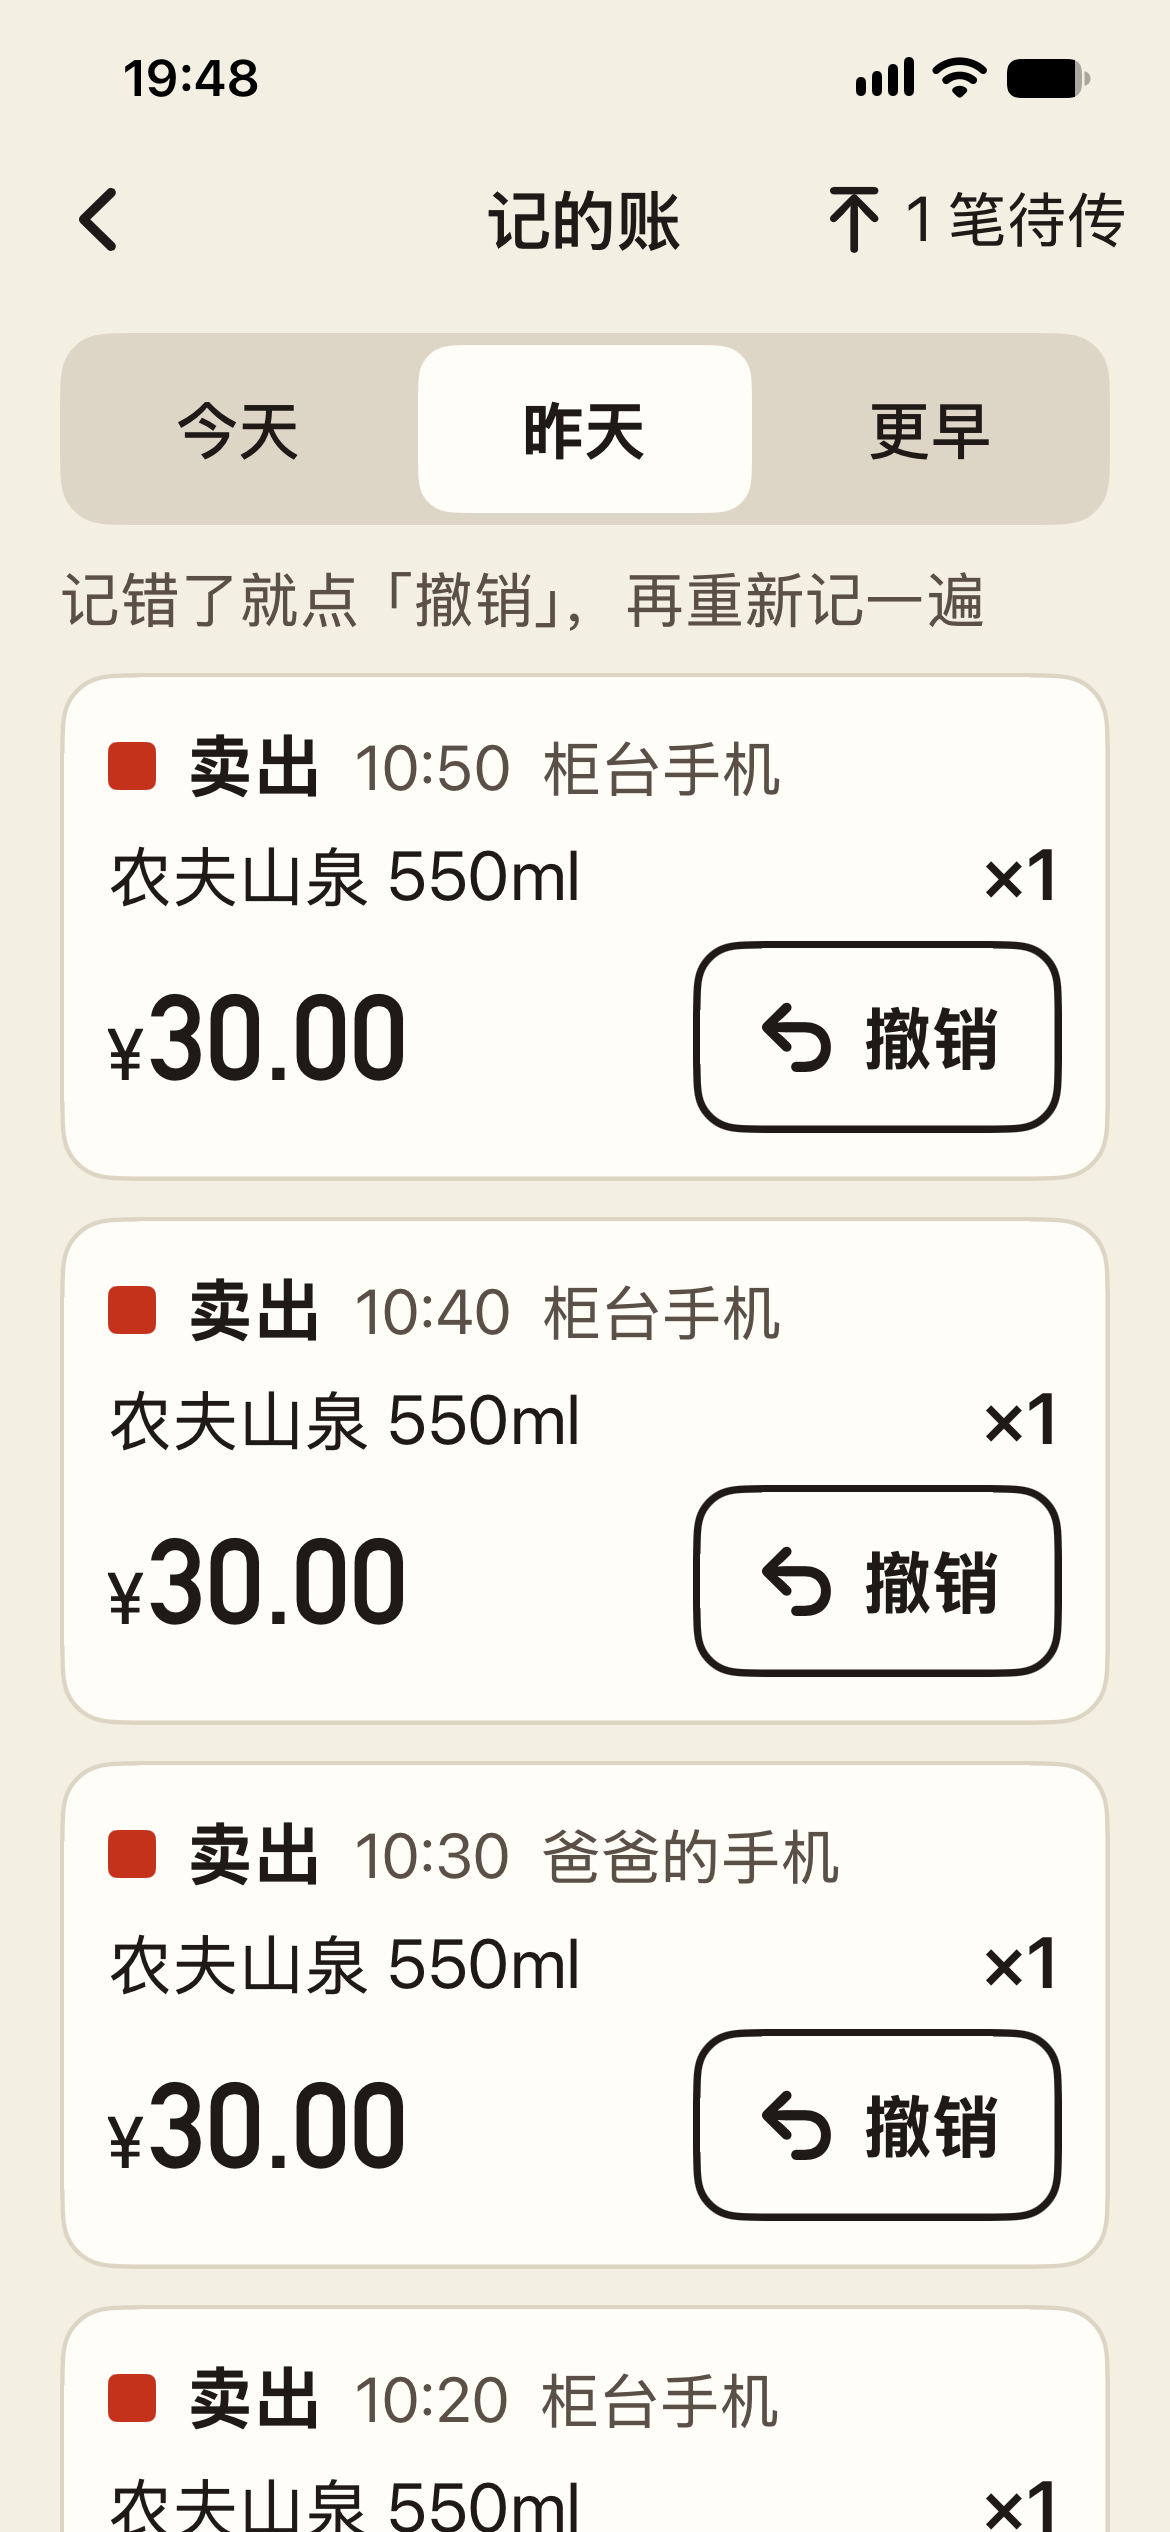 19:48
记的账
1 笔待传
今天
昨天
更早
记错了就点「撤销」，再重新记一遍
卖出 10:50 柜台手机
农夫山泉 550ml ×1
¥30.00 撤销
卖出 10:40 柜台手机
农夫山泉 550ml ×1
¥30.00 撤销
卖出 10:30 爸爸的手机
农夫山泉 550ml ×1
¥30.00 撤销
卖出 10:20 柜台手机
农夫山泉 550ml ×1